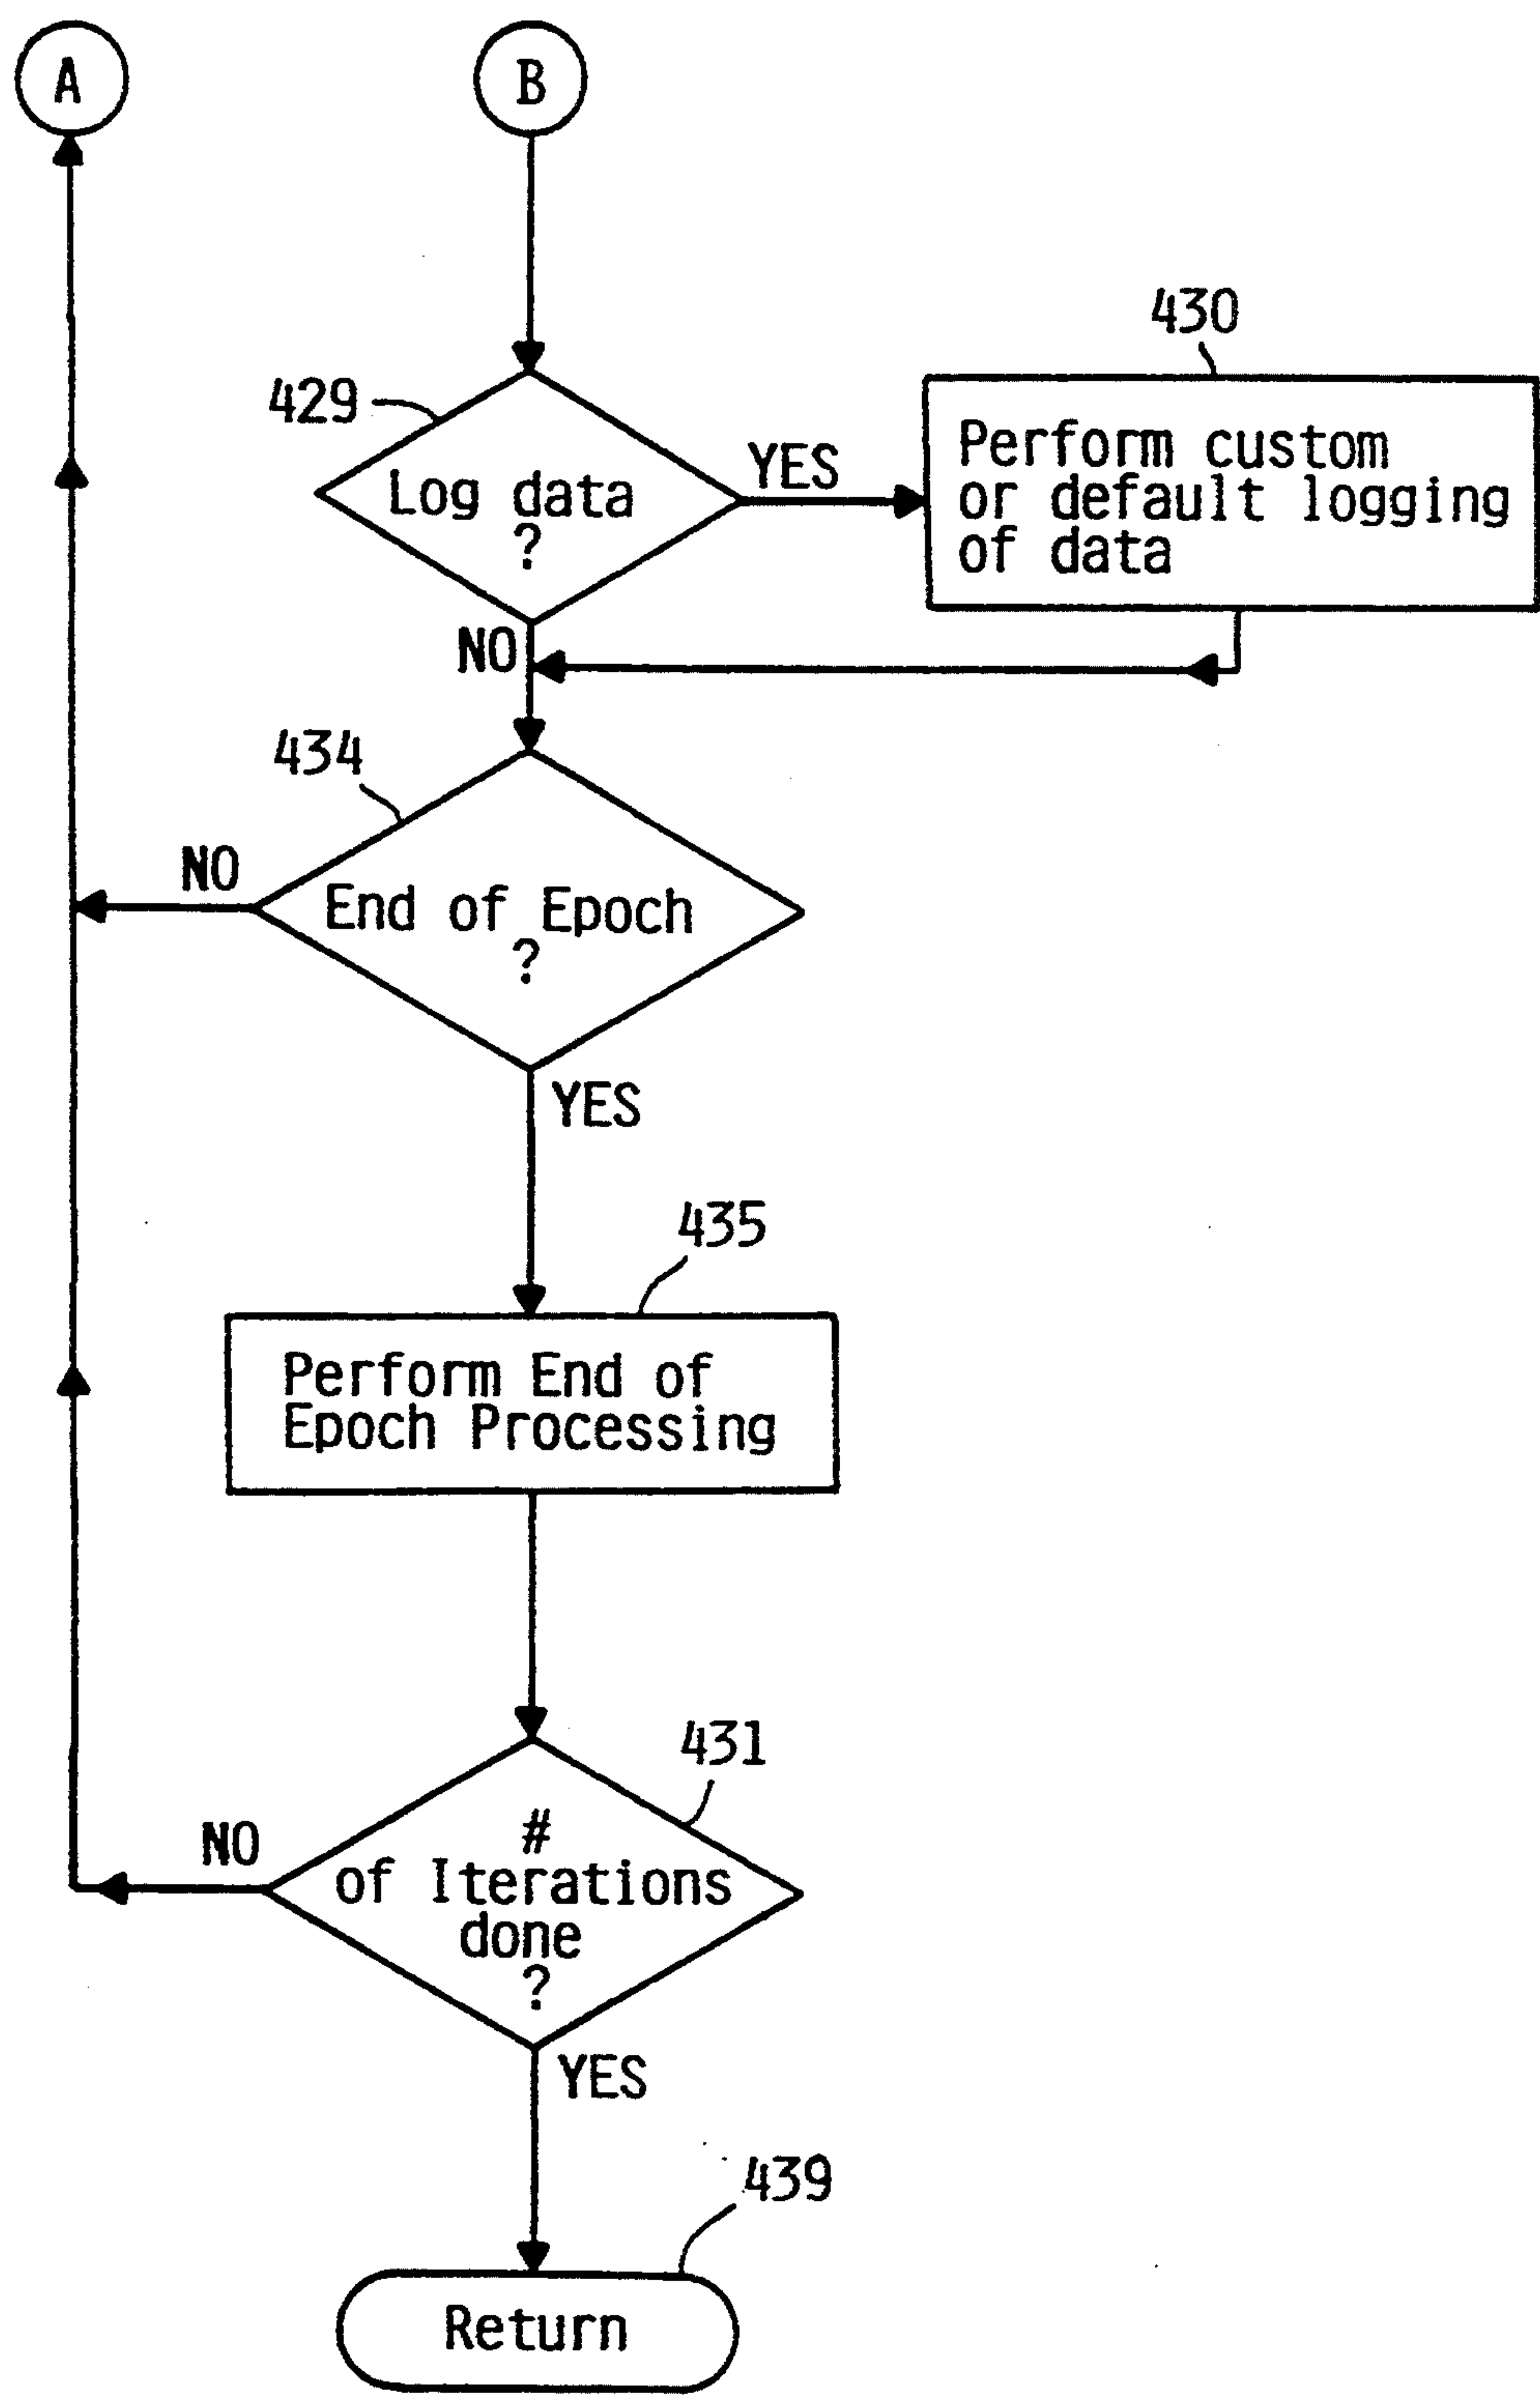 A
B
430
429
Log data
?
YES
Perform custom
or default logging
of data
NO
434
NO
End of Epoch
?
YES
435
Perform End of
Epoch Processing
431
NO
#
of Iterations
done
?
YES
439
Return